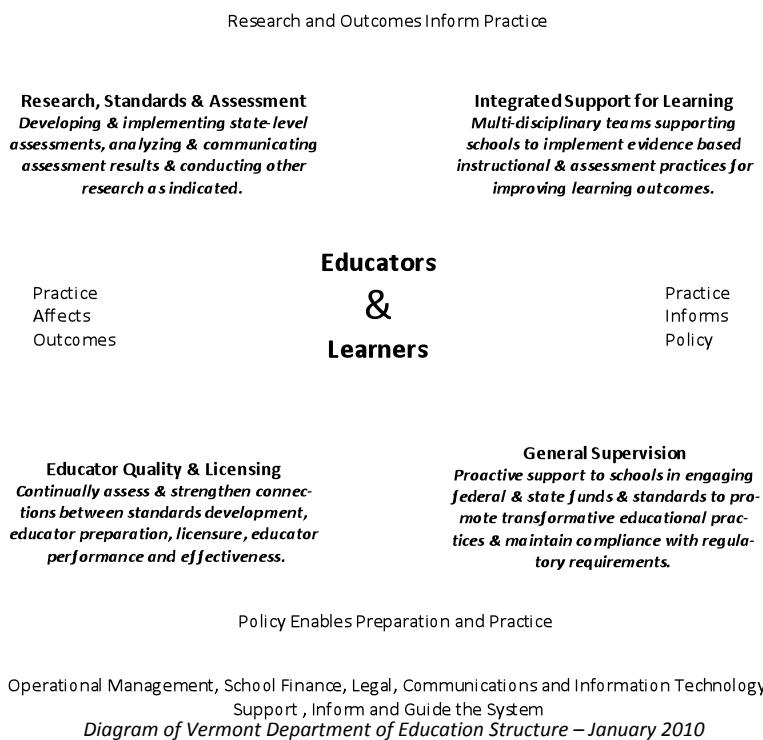 Research and Outcomes Inform Practice
Research, Standards & Assessment
Developing & implementing state-level
assessments, analyzing & communicating
assessment results & conducting other
research as indicated.
Integrated Support for Learning
Multi-disciplinary teams supporting
schools to implement evidence based
instructional & assessment practices for
improving learning outcomes.
Educators
&
Learners
Practice
Affects
Outcomes
Practice
Informs
Policy
Educator Quality & Licensing
Continually assess & strengthen connec-
tions between standards development,
educator preparation, licensure, educator
performance and effectiveness.
General Supervision
Proactive support to schools in engaging
federal & state funds & standards to pro-
mote transformative educational prac-
tices & maintain compliance with regula-
tory requirements.
Policy Enables Preparation and Practice
Operational Management, School Finance, Legal, Communications and Information Technology
Support , Inform and Guide the System
Diagram of Vermont Department of Education Structure – January 2010